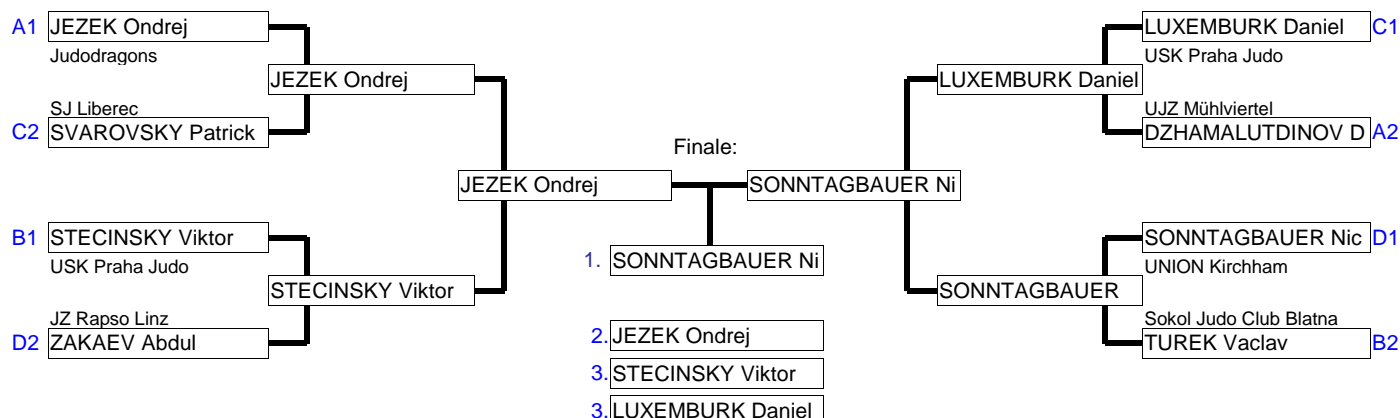 A1 JEZEK Ondrej
Judodragons
JEZEK Ondrej
SJ Liberec
C2 SVAROVSKY Patrick
JEZEK Ondrej
B1 STECINSKY Viktor
USK Praha Judo
STECINSKY Viktor
JZ Rapso Linz
D2 ZAKAEV Abdul
Finale:
1. SONNTAGBAUER Ni
2. JEZEK Ondrej
3. STECINSKY Viktor
3. LUXEMBURK Daniel
LUXEMBURK Daniel C1
USK Praha Judo
LUXEMBURK Daniel
UJZ Mühlviertel
DZHAMALUTDINOV D A2
SONNTAGBAUER Ni
SONNTAGBAUER Nic D1
UNION Kirchham
SONNTAGBAUER
Sokol Judo Club Blatna
TUREK Vaclav B2